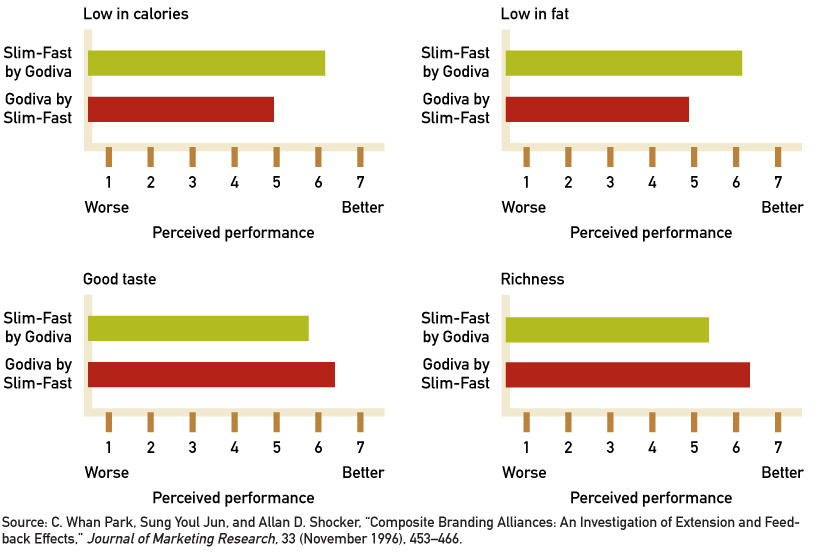 Low in calories
Slim-Fast
by Godiva
Godiva by
Slim-Fast
1 2 3 4 5 6 7
Worse Better
Perceived performance
Low in fat
Slim-Fast
by Godiva
Godiva by
Slim-Fast
1 2 3 4 5 6 7
Worse Better
Perceived performance
Good taste
Slim-Fast
by Godiva
Godiva by
Slim-Fast
1 2 3 4 5 6 7
Worse Better
Perceived performance
Richness
Slim-Fast
by Godiva
Godiva by
Slim-Fast
1 2 3 4 5 6 7
Worse Better
Perceived performance
Source: C. Whan Park, Sung Youl Jun, and Allan D. Shocker, “Composite Branding Alliances: An Investigation of Extension and Feed-
back Effects,” Journal of Marketing Research, 33 (November 1996), 453–466.